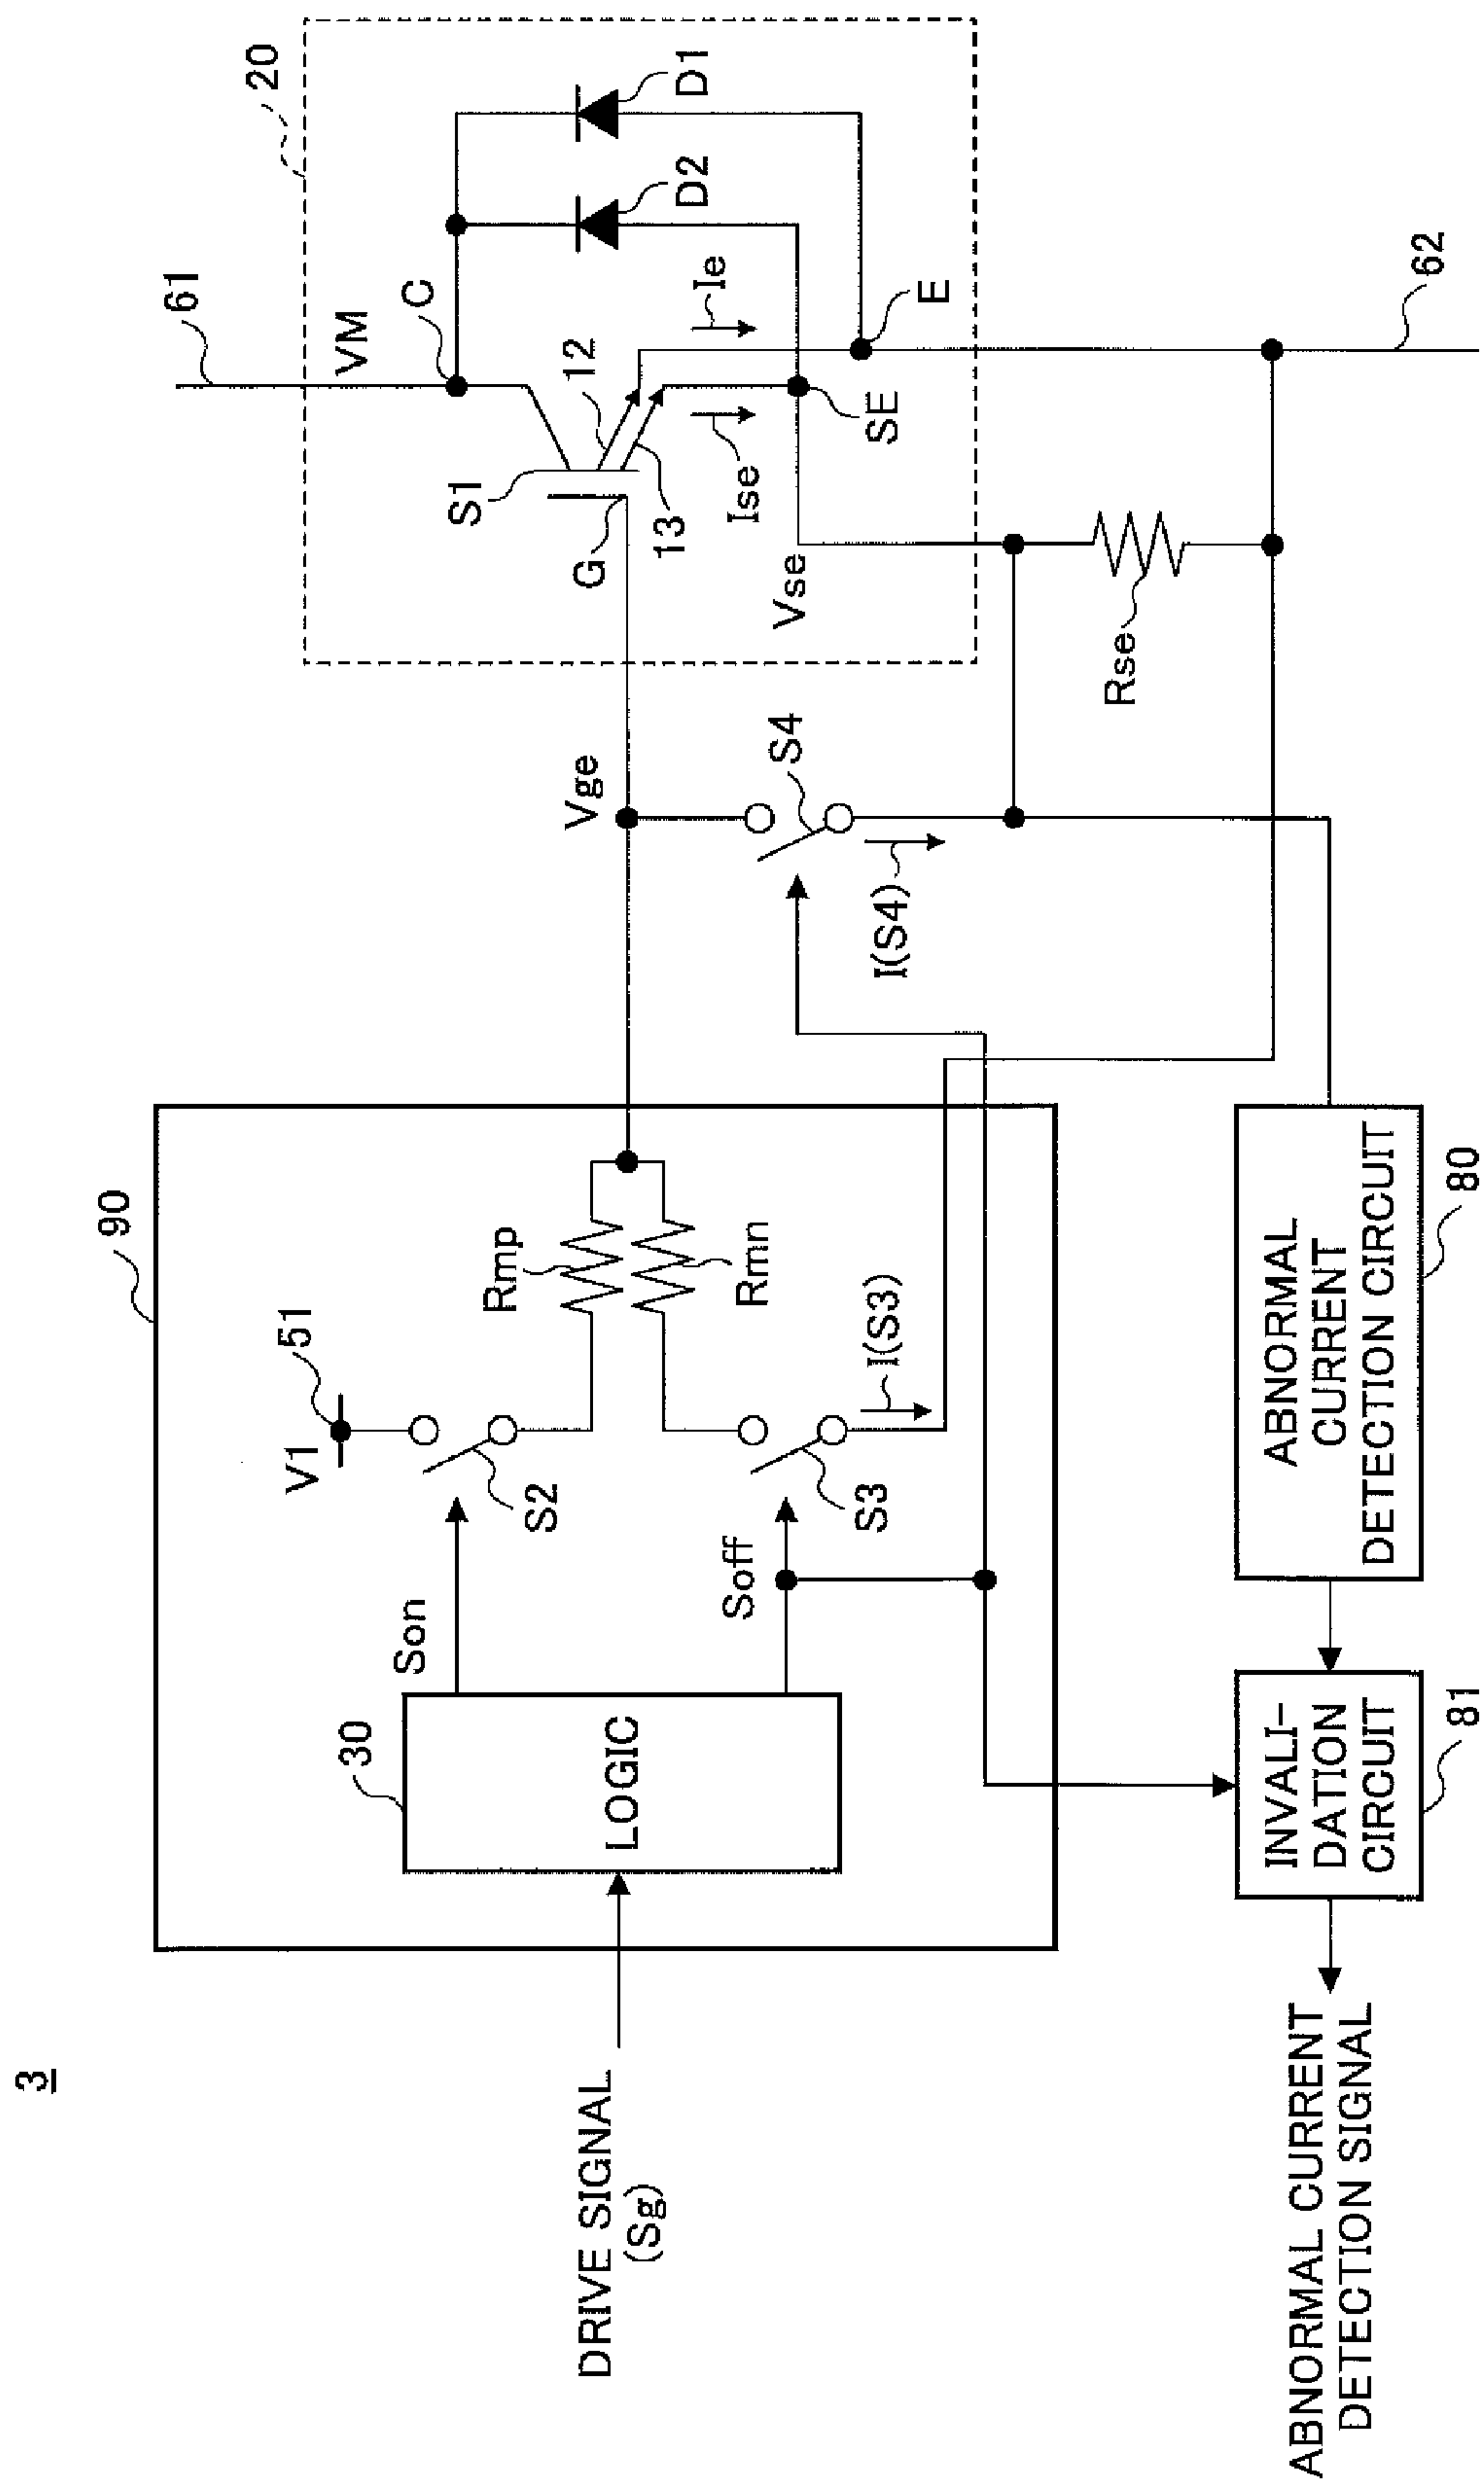 3
90
V1
51
S2
Son
30
LOGIC
DRIVE SIGNAL
(Sg)
Rmp
Rmn
Soff
S3
I(S3)
Vge
S4
I(S4)
61
VM
C
20
S1
12
G
13
Ise
Ie
D2
D1
SE
E
Vse
Rse
62
ABNORMAL
CURRENT
DETECTION CIRCUIT
80
INVALI-
DATION
CIRCUIT
81
ABNORMAL CURRENT
DETECTION SIGNAL